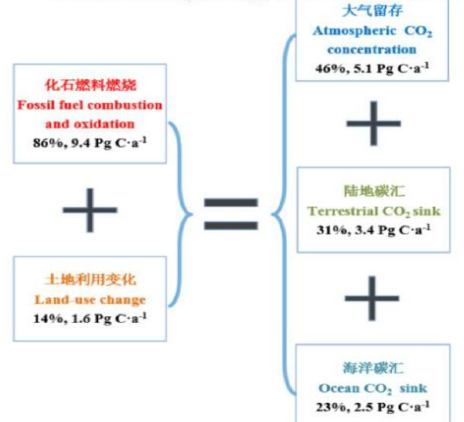 化石燃料燃烧
Fossil fuel combustion
and oxidation
86%, 9.4 Pg C·a⁻¹
+
土地利用变化
Land-use change
14%, 1.6 Pg C·a⁻¹
=
大气留存
Atmospheric CO₂
concentration
46%, 5.1 Pg C·a⁻¹
+
陆地碳汇
Terrestrial CO₂ sink
31%, 3.4 Pg C·a⁻¹
+
海洋碳汇
Ocean CO₂ sink
23%, 2.5 Pg C·a⁻¹